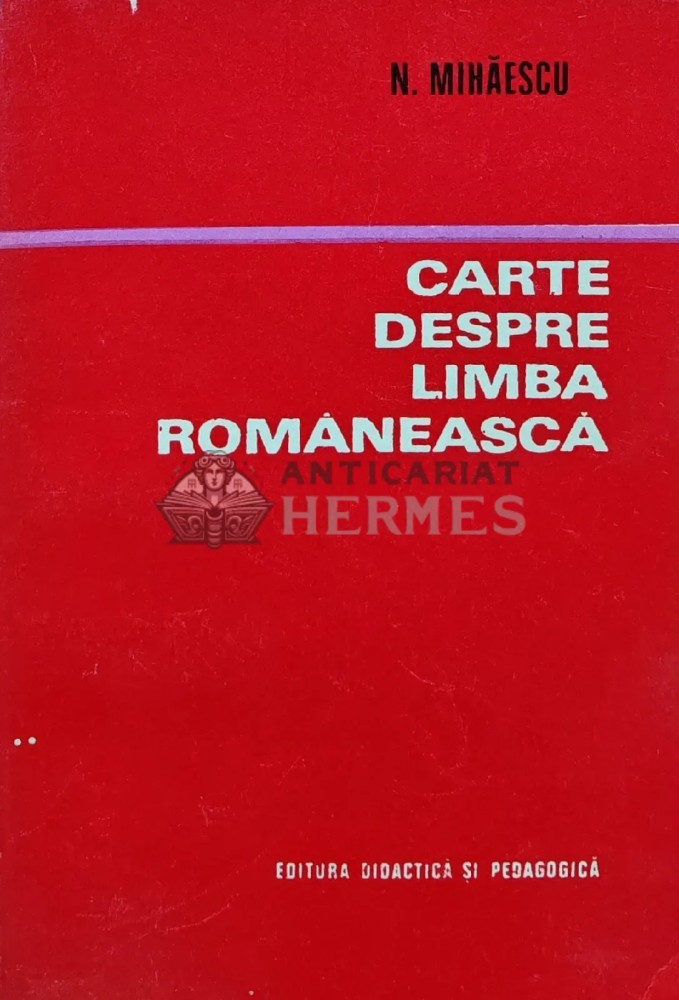 N. MIHĂESCU
CARTE
DESPRE
LIMBA
ROMÂNEASCĂ
ANTICARIAT
HERMES
EDITURA DIDACTICĂ ȘI PEDAGOGICĂ